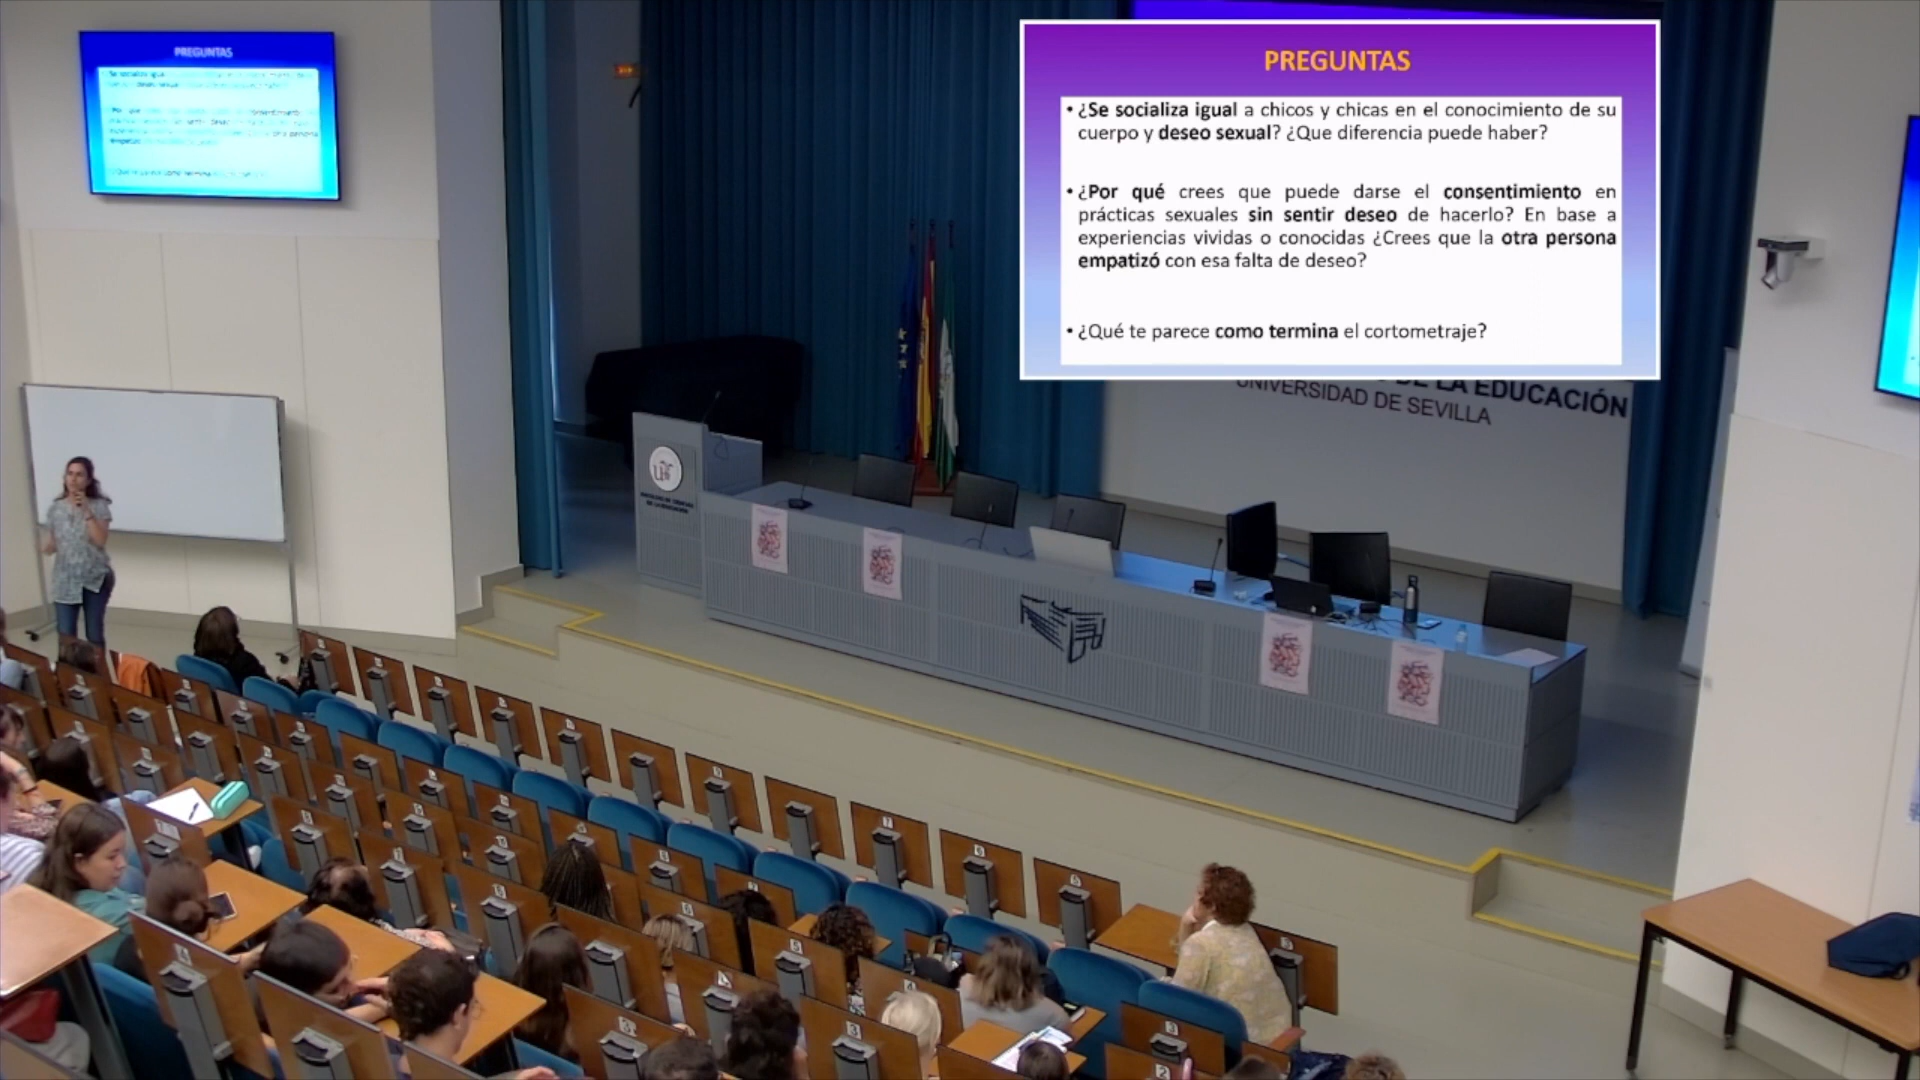 PREGUNTAS
PREGUNTAS
• ¿Se socializa igual a chicos y chicas en el conocimiento de su
cuerpo y deseo sexual? ¿Que diferencia puede haber?
• ¿Por qué crees que puede darse el consentimiento en
prácticas sexuales sin sentir deseo de hacerlo? En base a
experiencias vividas o conocidas ¿Crees que la otra persona
empatizó con esa falta de deseo?
• ¿Qué te parece como termina el cortometraje?
DE LA EDUCACIÓN
UNIVERSIDAD DE SEVILLA